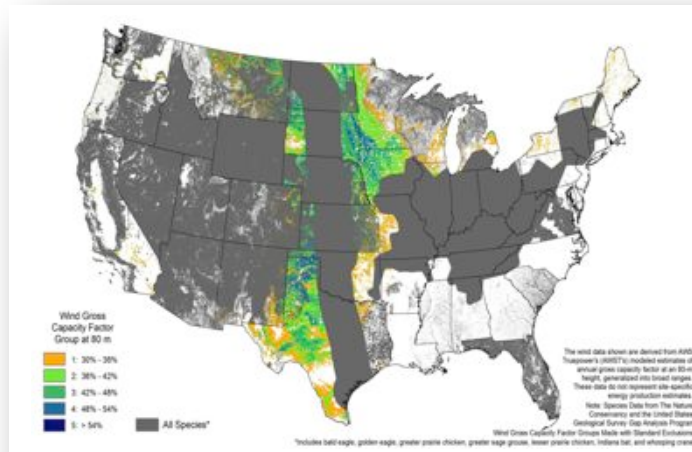 Wind Gross
Capacity Factor
Group at 80 m
1: 30% - 36%
2: 36% - 42%
3: 42% - 48%
4: 48% - 54%
5: > 54%
All Species*
The wind data shown are derived from AWS
Truepower's (AWST's) modeled estimates of
annual gross capacity factor at an 80-m
height, generalized into broad ranges.
These data do not represent site-specific
energy production estimates.
Note: Species Data from The Nature
Conservancy and the United States
Geological Survey Gap Analysis Program
Wind Gross Capacity Factor Groups Made with Standard Exclusions
*Includes bald eagle, golden eagle, greater prairie chicken, greater sage grouse, lesser prairie chicken, Indiana bat, and whooping crane